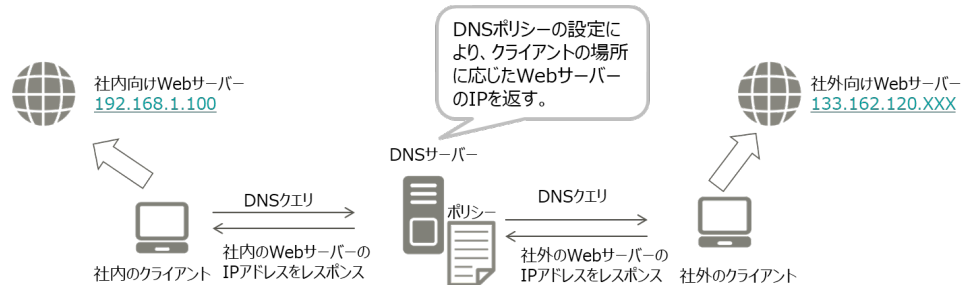 DNSポリシーの設定に
より、クライアントの場所
に応じたWebサーバー
のIPを返す。
社内向けWebサーバー
192.168.1.100
社外向けWebサーバー
133.162.120.XXX
DNSサーバー
DNSクエリ
ポリシー
DNSクエリ
社内のWebサーバーの
IPアドレスをレスポンス
社外のWebサーバーの
IPアドレスをレスポンス
社内のクライアント
社外のクライアント